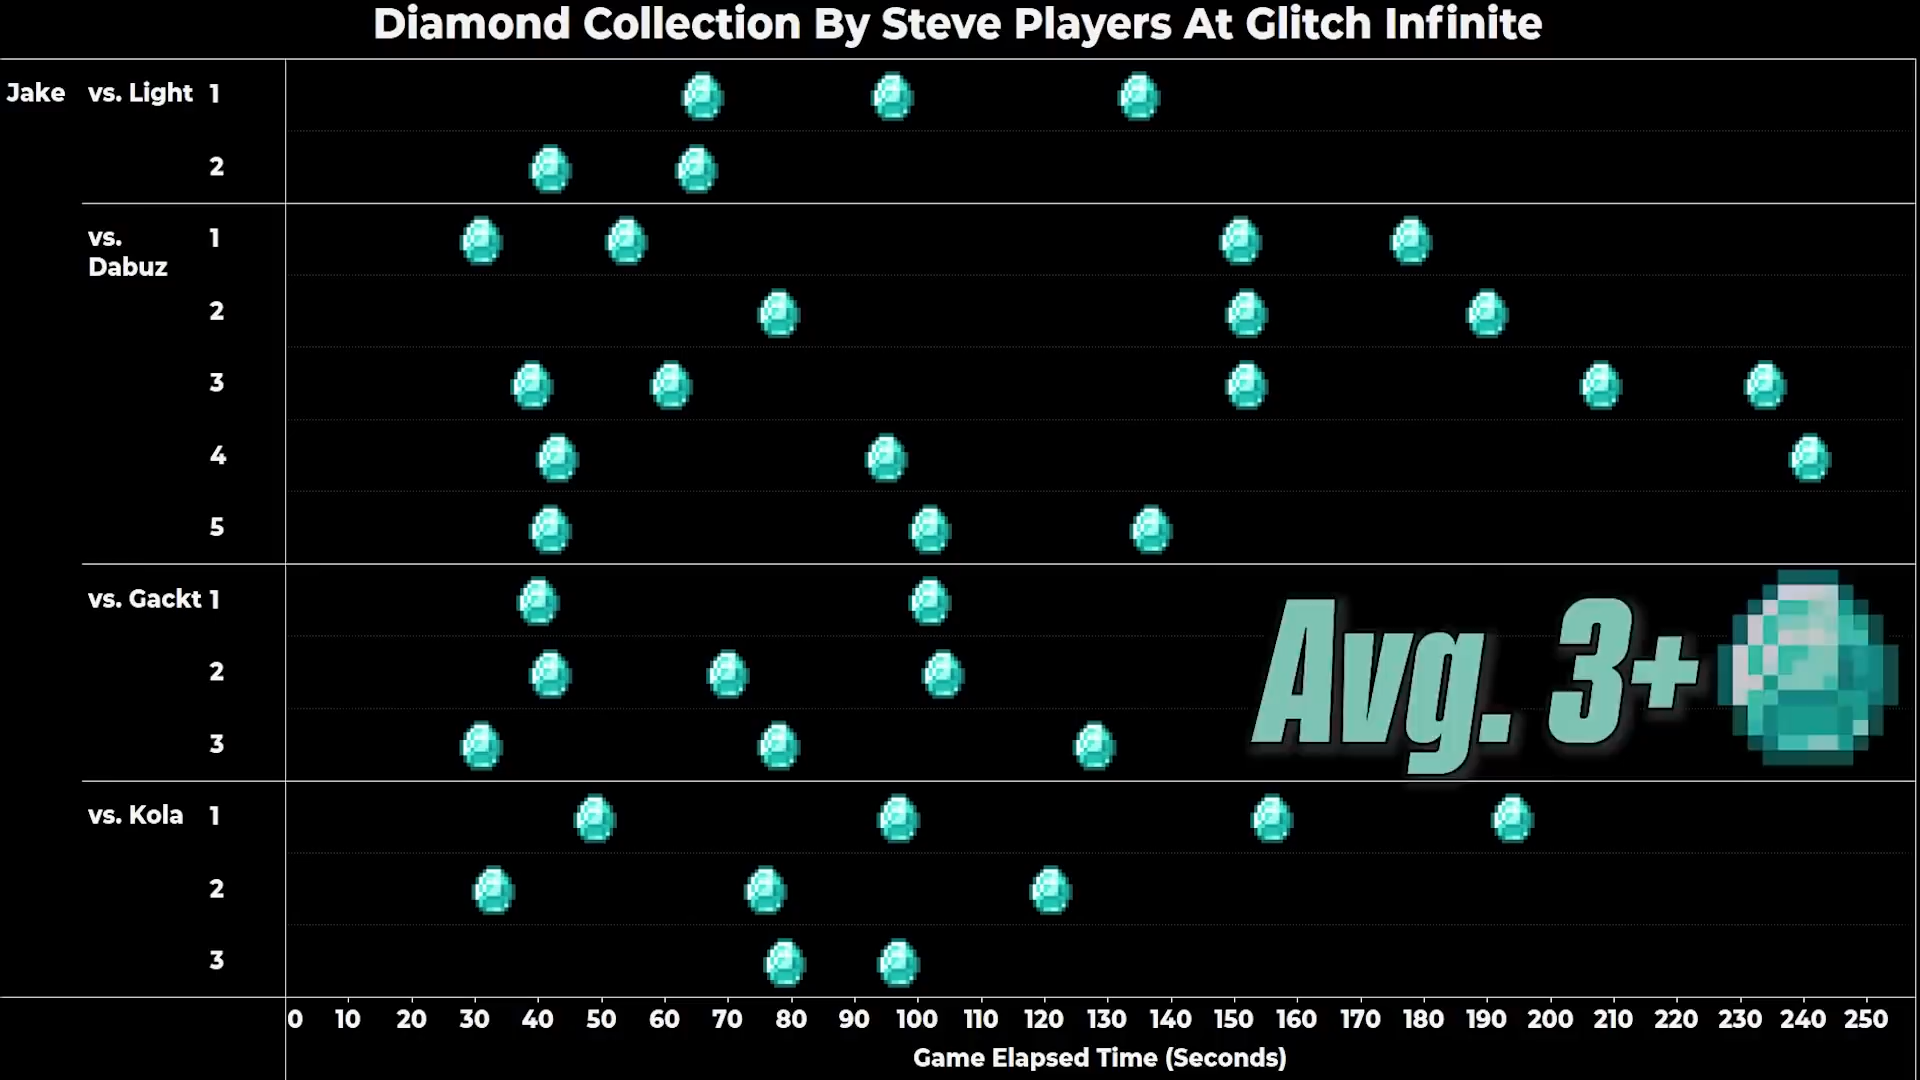 Diamond Collection By Steve Players At Glitch Infinite
Jake vs. Light 1
2
vs. Dabuz 1
2
3
4
5
vs. Gackt 1
2
3
Avg. 3+
vs. Kola 1
2
3
0 10 20 30 40 50 60 70 80 90 100 110 120 130 140 150 160 170 180 190 200 210 220 230 240 250
Game Elapsed Time (Seconds)